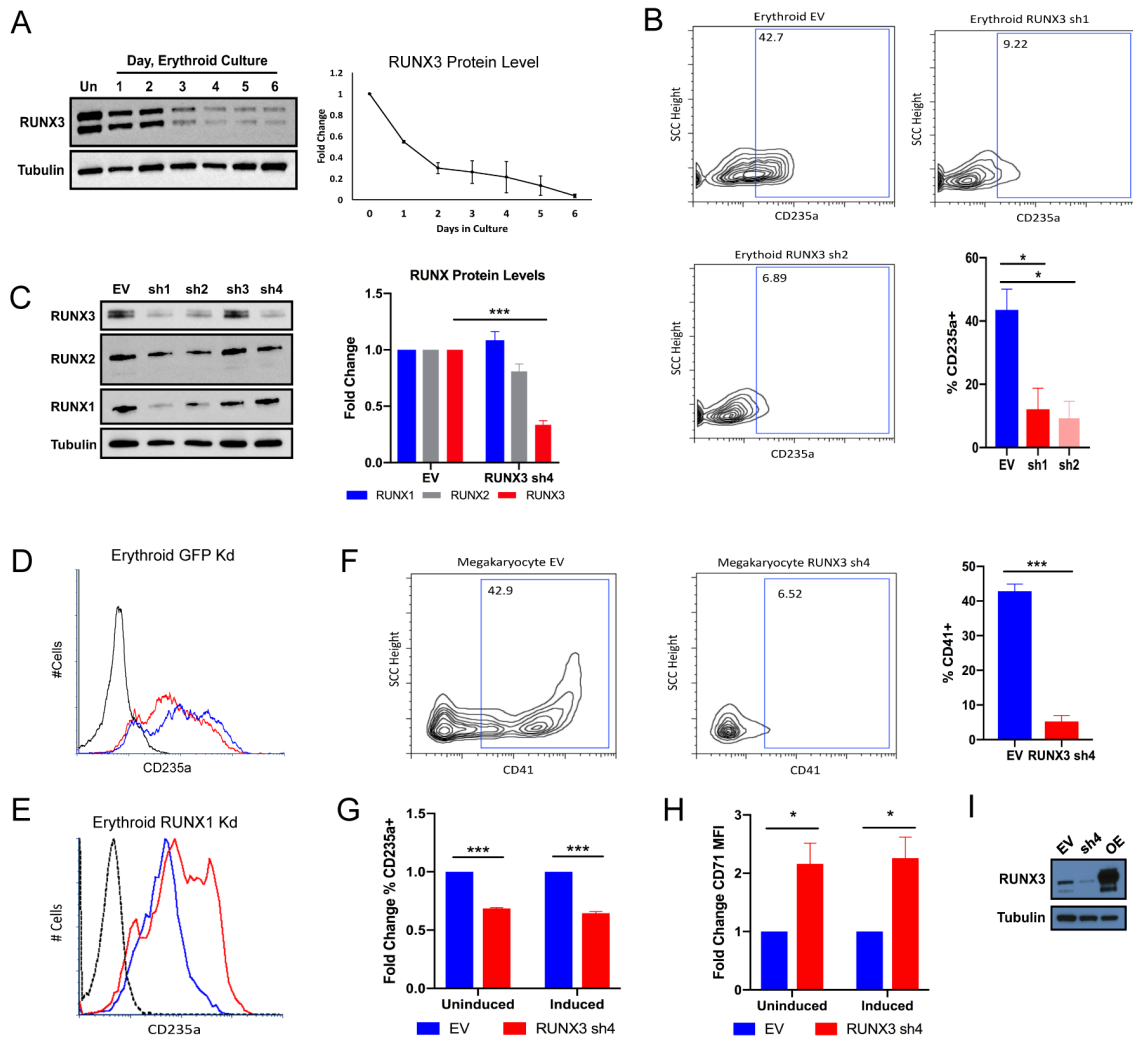 A
Day, Erythroid Culture
Un 1 2 3 4 5 6
RUNX3
Tubulin
RUNX3 Protein Level
Fold Change
1.2
1
0.8
0.6
0.4
0.2
0
0 1 2 3 4 5 6
Days in Culture
B
Erythroid EV
42.7
SCC Height
CD235a
Erythroid RUNX3 sh1
9.22
SCC Height
CD235a
Erythoid RUNX3 sh2
6.89
SCC Height
CD235a
% CD235a+
60
40
20
0
*
*
EV sh1 sh2
C
EV sh1 sh2 sh3 sh4
RUNX3
RUNX2
RUNX1
Tubulin
RUNX Protein Levels
Fold Change
1.5
1.0
0.5
0.0
***
EV RUNX3 sh4
RUNX1 RUNX2 RUNX3
D
Erythroid GFP Kd
#Cells
CD235a
E
Erythroid RUNX1 Kd
# Cells
CD235a
F
Megakaryocyte EV
42.9
SCC Height
CD41
Megakaryocyte RUNX3 sh4
6.52
SCC Height
CD41
% CD41+
50
40
30
20
10
0
***
EV RUNX3 sh4
G
Fold Change % CD235a+
1.5
1.0
0.5
0.0
*** ***
Uninduced Induced
EV RUNX3 sh4
H
Fold Change CD71 MFI
3
2
1
0
* *
Uninduced Induced
EV RUNX3 sh4
I
EV sh4 OE
RUNX3
Tubulin